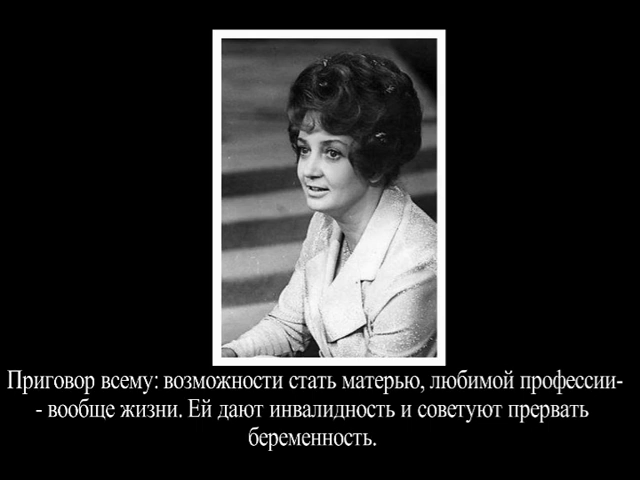 Приговор всему: возможности стать матерью, любимой профессии-
- вообще жизни. Ей дают инвалидность и советуют прервать
беременность.